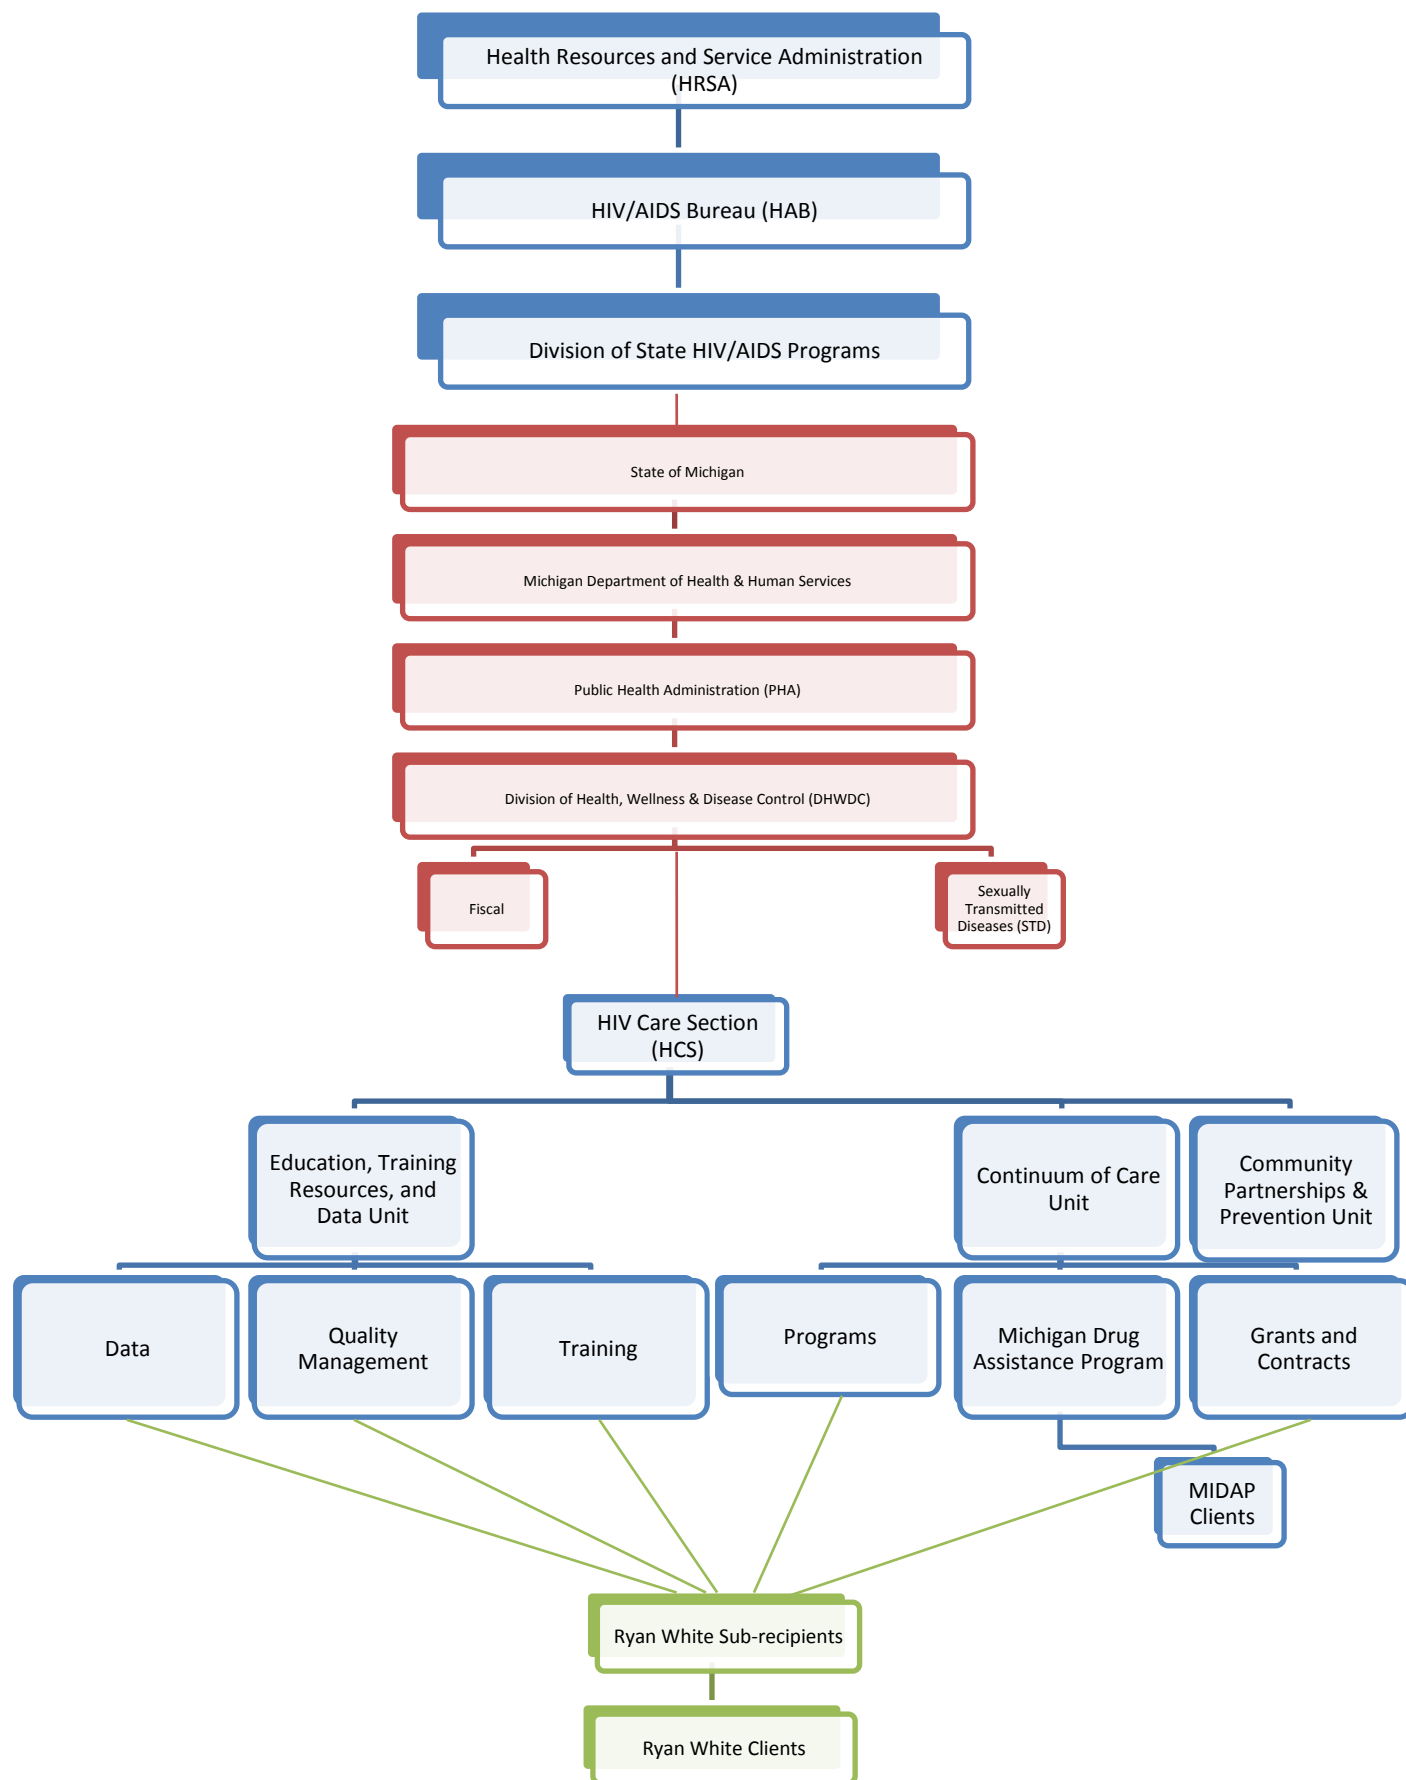 Health Resources and Service Administration
(HRSA)
HIV/AIDS Bureau (HAB)
Division of State HIV/AIDS Programs
State of Michigan
Michigan Department of Health & Human Services
Public Health Administration (PHA)
Division of Health, Wellness & Disease Control (DHWDC)
Fiscal
Sexually
Transmitted
Diseases (STD)
HIV Care Section
(HCS)
Education, Training
Resources, and
Data Unit
Continuum of Care
Unit
Community
Partnerships &
Prevention Unit
Data
Quality
Management
Training
Programs
Michigan Drug
Assistance Program
Grants and
Contracts
MIDAP
Clients
Ryan White Sub-recipients
Ryan White Clients